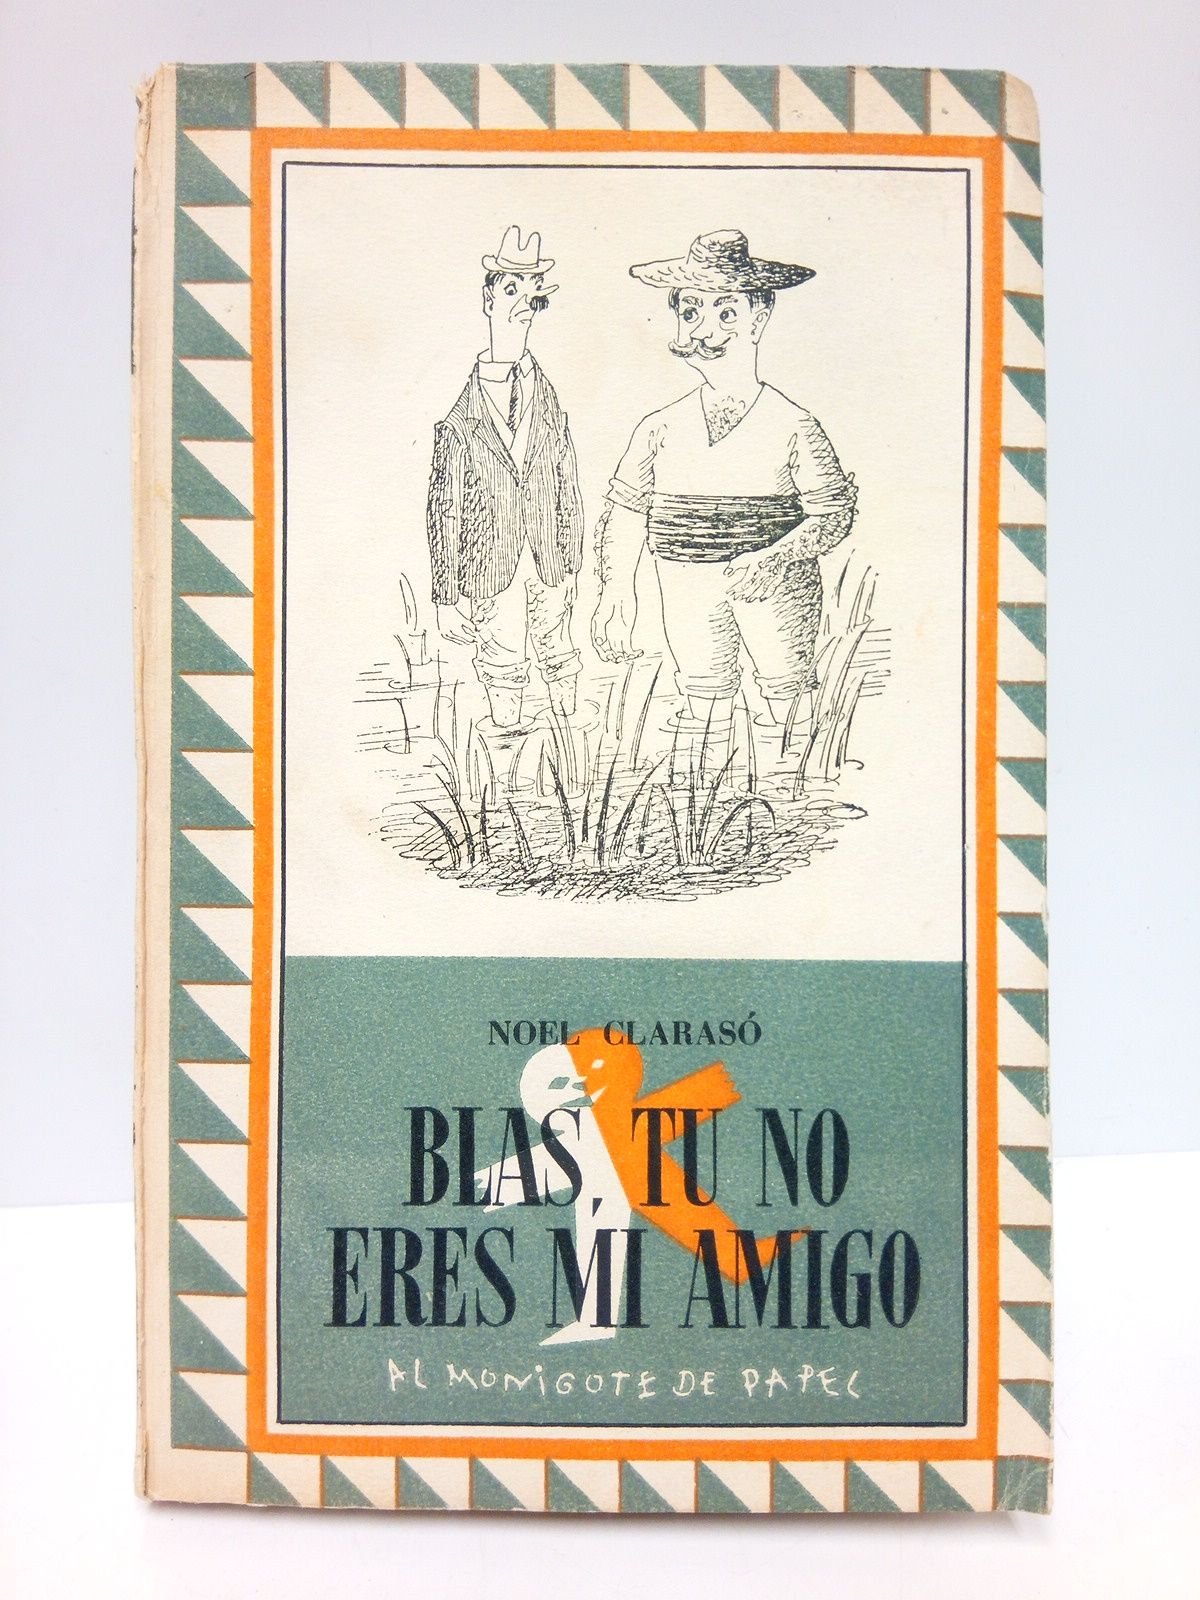 NOEL CLARASÓ
BLAS, TU NO
ERES MI AMIGO
AL MONIGOTE DE PAPEL